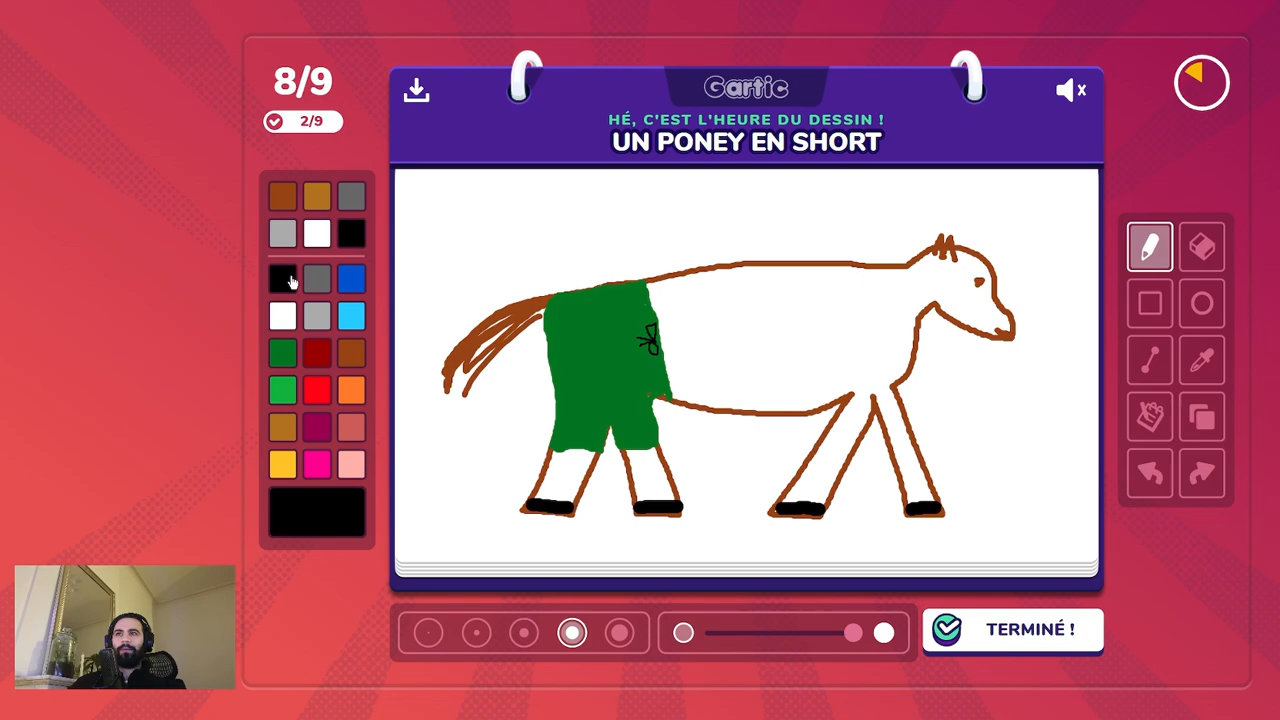 8/9
2/9
Gartic
HÉ, C'EST L'HEURE DU DESSIN !
UN PONEY EN SHORT
TERMINÉ !